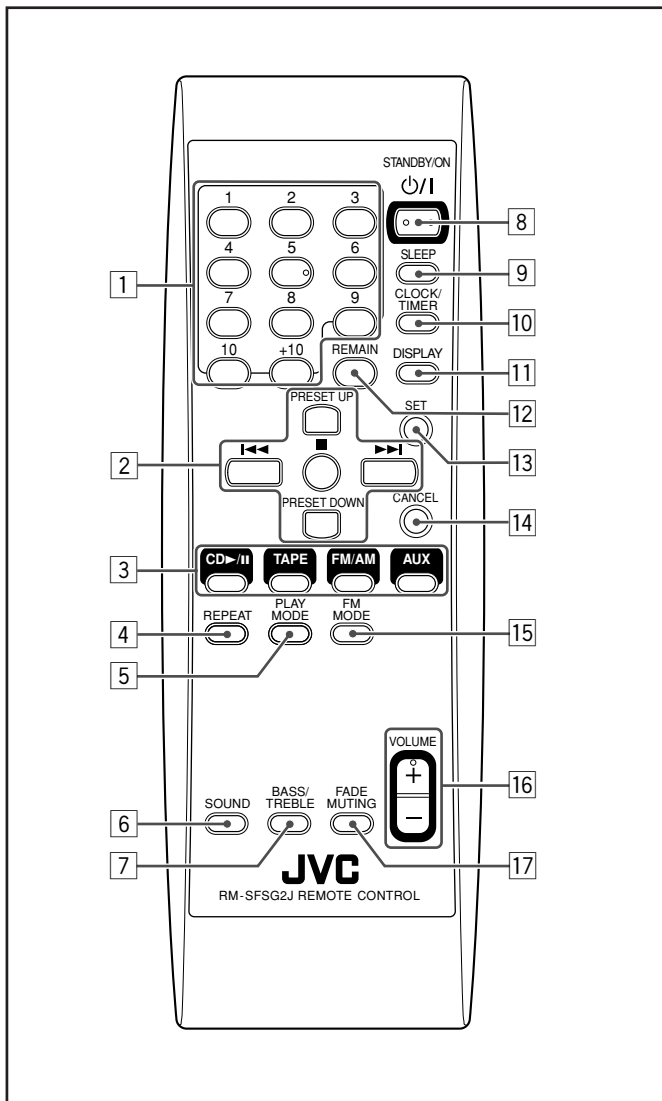 STANDBY/ON
⏻/I
1 2 3
8
4 5 6
SLEEP
9
1
7 8 9
CLOCK/
TIMER
10
10 +10 REMAIN
DISPLAY
11
12
PRESET UP
SET
2
13
PRESET DOWN
CANCEL
14
3
CD►/II TAPE FM/AM AUX
4
REPEAT
PLAY
MODE
FM
MODE
15
5
VOLUME
+
–
16
6
SOUND
BASS/
TREBLE
FADE
MUTING
7
17
JVC
RM-SFSG2J REMOTE CONTROL